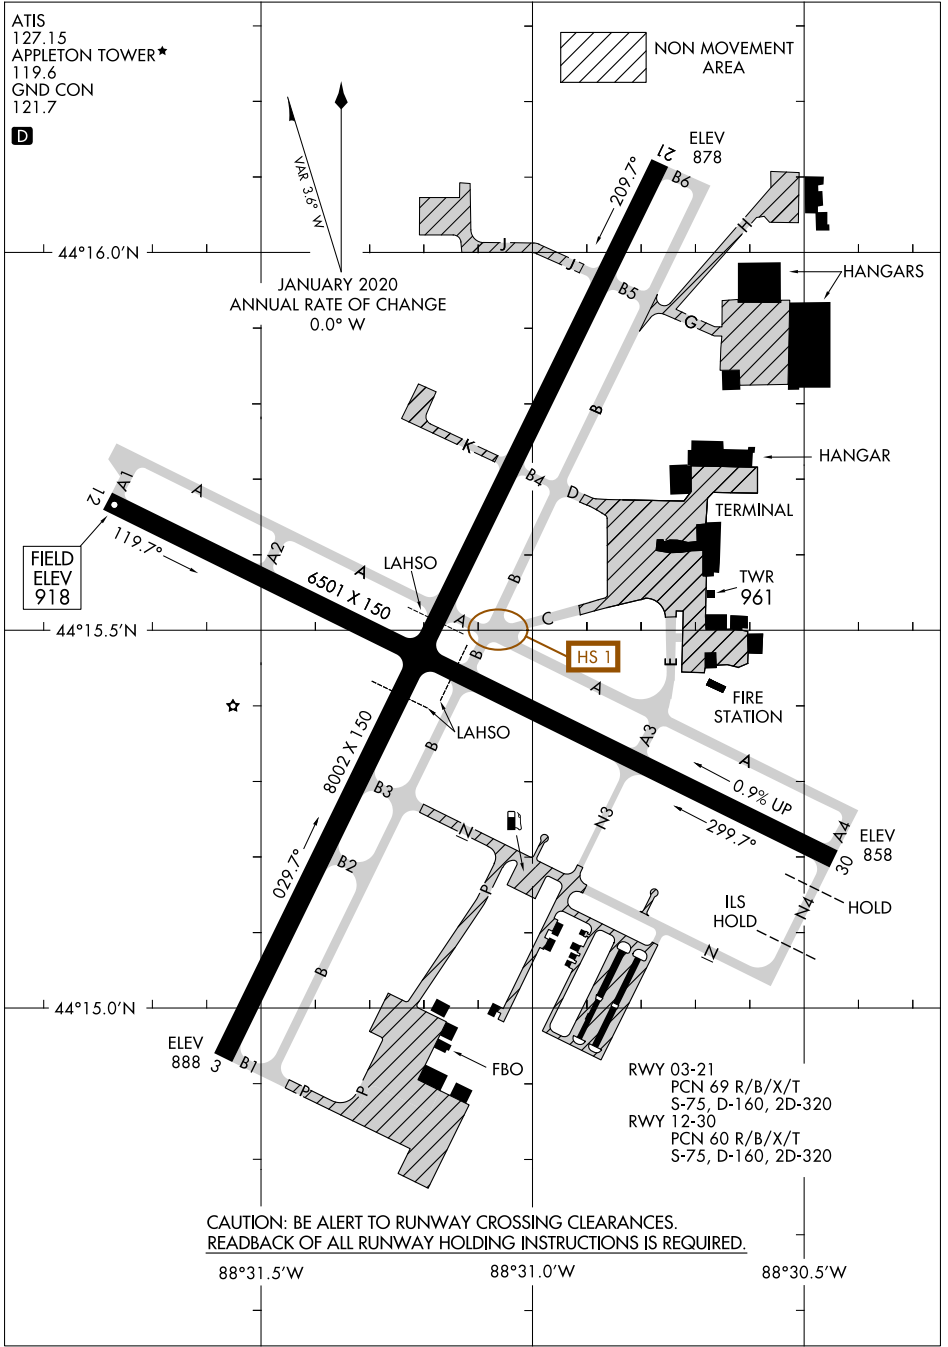 ATIS
127.15
APPLETON TOWER★
119.6
GND CON
121.7
D
NON MOVEMENT
AREA
VAR 3.6° W
JANUARY 2020
ANNUAL RATE OF CHANGE
0.0° W
21
ELEV
878
B6
209.7°
H
44°16.0'N
J
J
B5
G
HANGARS
B
K
B4
D
HANGAR
A1
A
12
TERMINAL
119.7°
A2
A
6501 X 150
LAHSO
B
FIELD
ELEV
918
TWR
961
44°15.5'N
A
C
B
HS 1
E
A
FIRE
STATION
8002 X 150
LAHSO
B
A3
A
0.9% UP
299.7°
B3
N
N3
A4
30
ELEV
858
029.7°
B2
P
ILS
HOLD
N4
HOLD
B
N
44°15.0'N
ELEV
888
3
B1
P
P
FBO
RWY 03-21
PCN 69 R/B/X/T
S-75, D-160, 2D-320
RWY 12-30
PCN 60 R/B/X/T
S-75, D-160, 2D-320
CAUTION: BE ALERT TO RUNWAY CROSSING CLEARANCES.
READBACK OF ALL RUNWAY HOLDING INSTRUCTIONS IS REQUIRED.
88°31.5'W
88°31.0'W
88°30.5'W